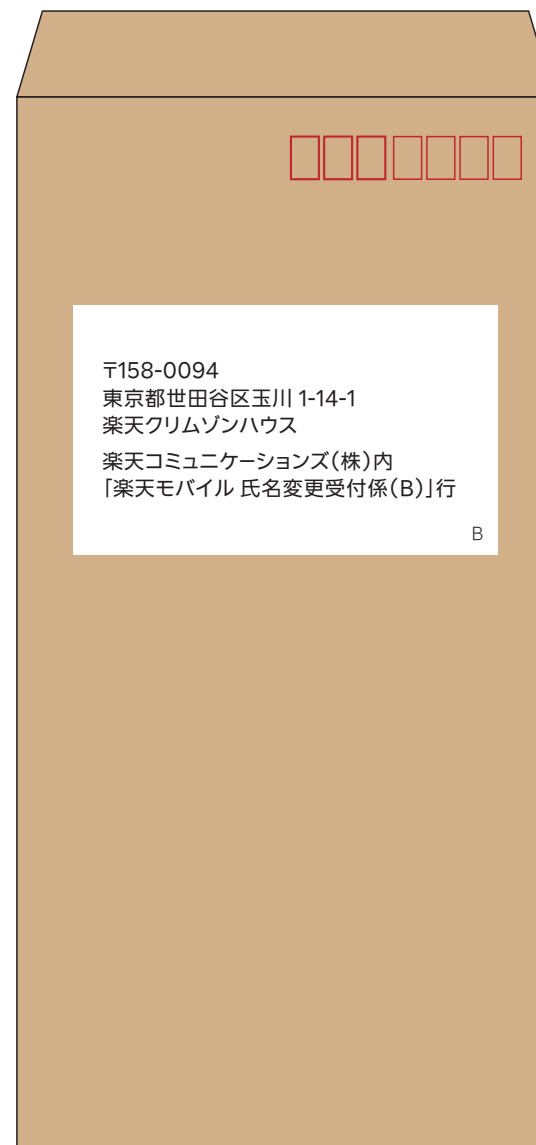 〒158-0094
東京都世田谷区玉川 1-14-1
楽天クリムゾンハウス
楽天コミュニケーションズ(株)内
「楽天モバイル 氏名変更受付係(B)」行
B